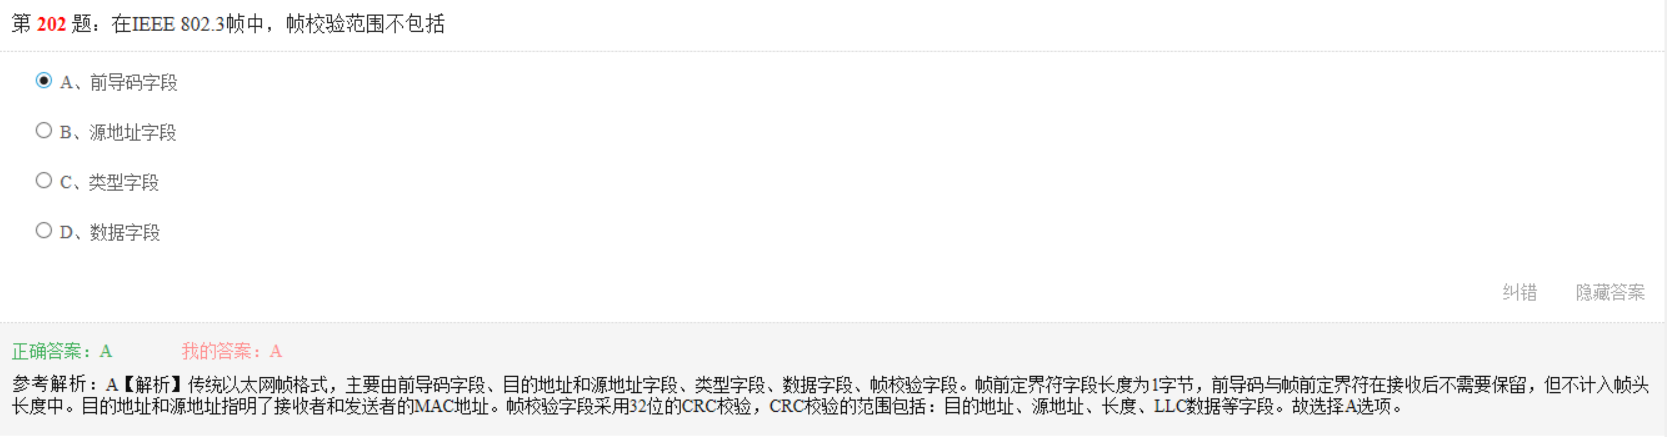 第 202 题：在IEEE 802.3帧中，帧校验范围不包括
A、前导码字段
B、源地址字段
C、类型字段
D、数据字段
纠错 隐藏答案
正确答案：A 我的答案：A
参考解析：A【解析】传统以太网帧格式，主要由前导码字段、目的地址和源地址字段、类型字段、数据字段、帧校验字段。帧前定界符字段长度为1字节，前导码与帧前定界符在接收后不需要保留，但不计入帧头
长度中。目的地址和源地址指明了接收者和发送者的MAC地址。帧校验字段采用32位的CRC校验，CRC校验的范围包括：目的地址、源地址、长度、LLC数据等字段。故选择A选项。